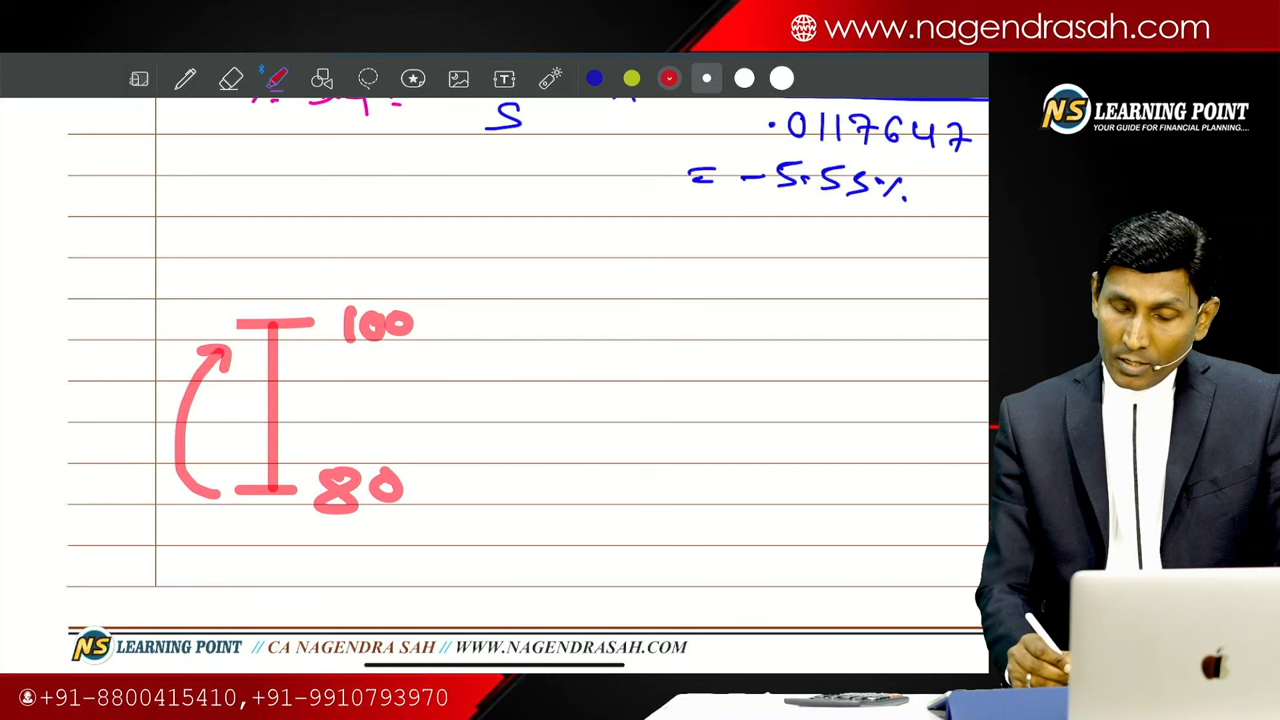 www.nagendrasah.com
NS LEARNING POINT
YOUR GUIDE FOR FINANCIAL PLANNING....
S
.0117647
= -5.55%
100
80
NS LEARNING POINT // CA NAGENDRA SAH // WWW.NAGENDRASAH.COM
+91-8800415410,+91-9910793970